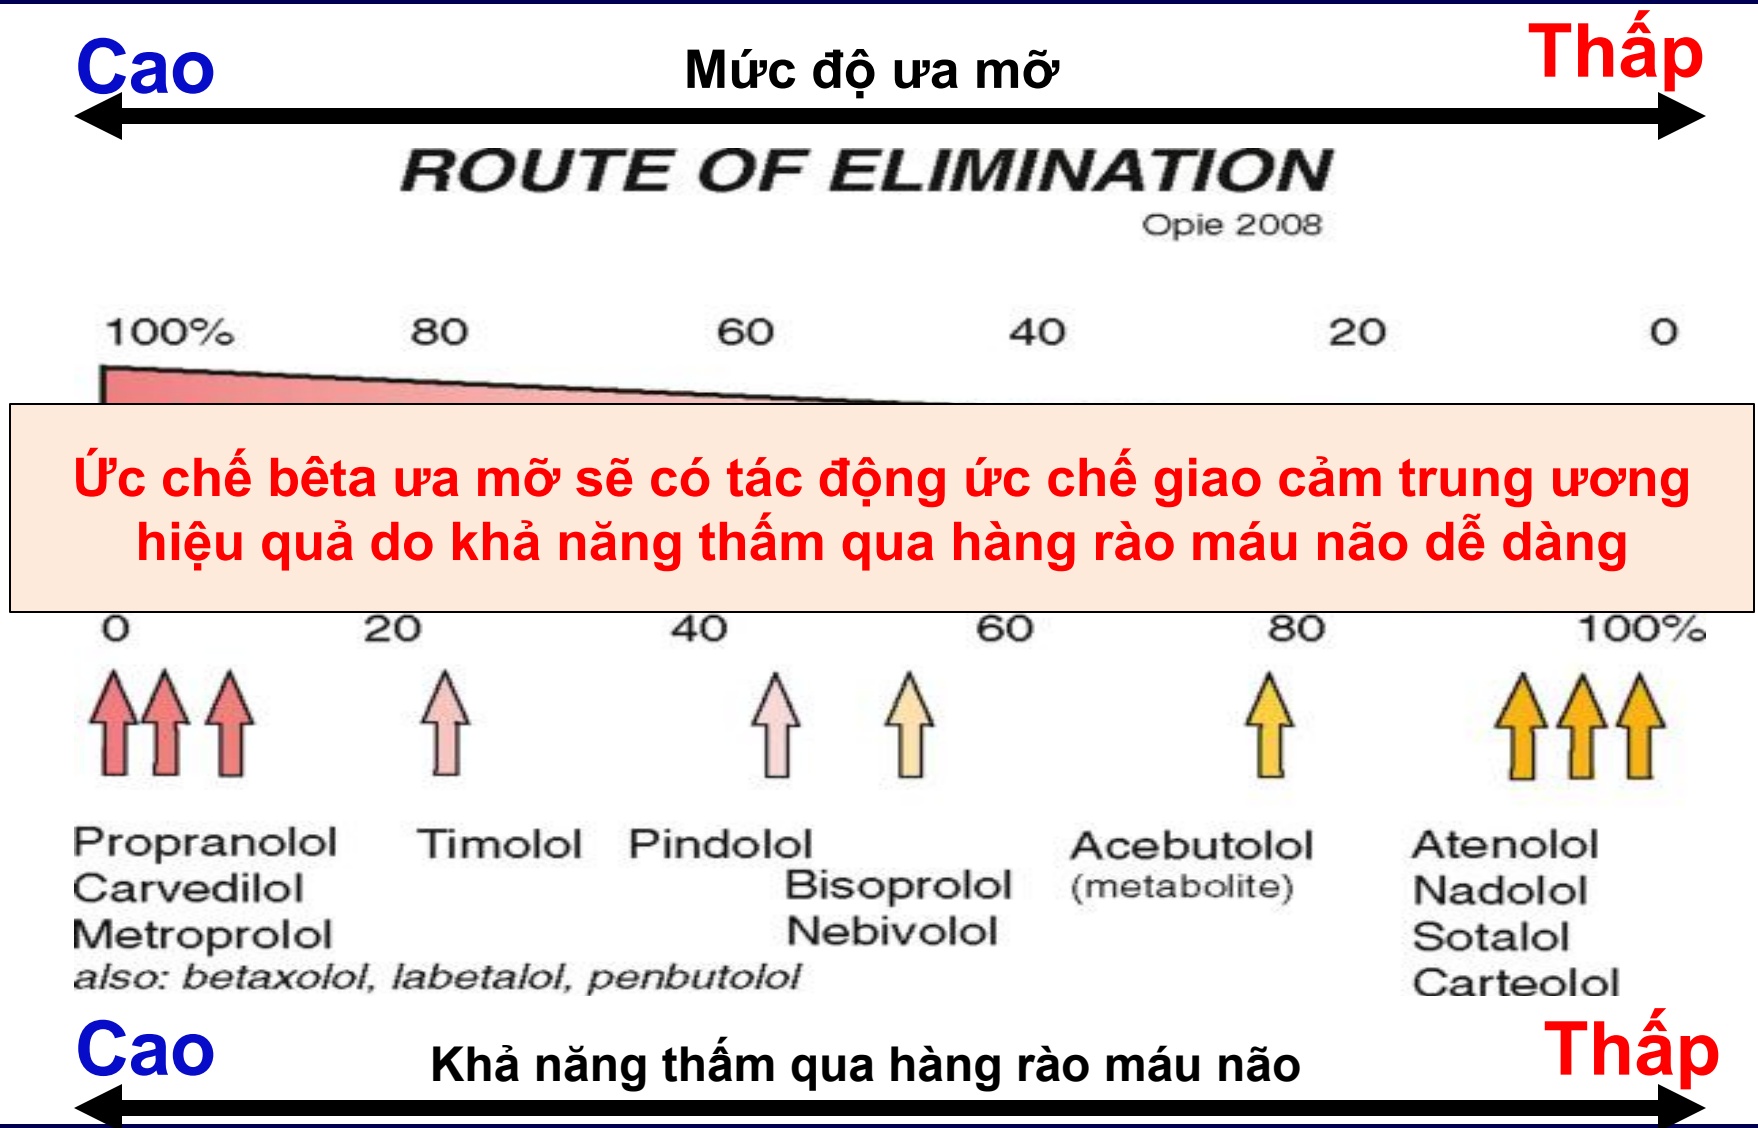 Cao Mức độ ưa mỡ Thấp
ROUTE OF ELIMINATION
Opie 2008
100% 80 60 40 20 0
Ức chế bêta ưa mỡ sẽ có tác động ức chế giao cảm trung ương
hiệu quả do khả năng thấm qua hàng rào máu não dễ dàng
0 20 40 60 80 100%
Propranolol Timolol Pindolol Acebutolol Atenolol
Carvedilol Bisoprolol (metabolite) Nadolol
Metroprolol Nebivolol Sotalol
also: betaxolol, labetalol, penbutolol Carteolol
Cao Khả năng thấm qua hàng rào máu não Thấp